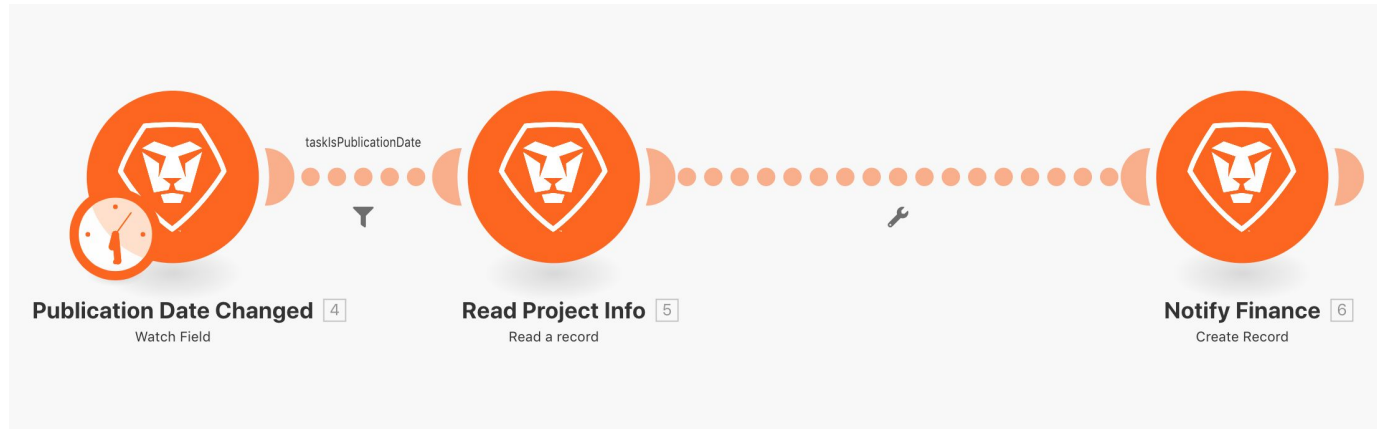 taskIsPublicationDate
Publication Date Changed 4
Watch Field
Read Project Info 5
Read a record
Notify Finance 6
Create Record